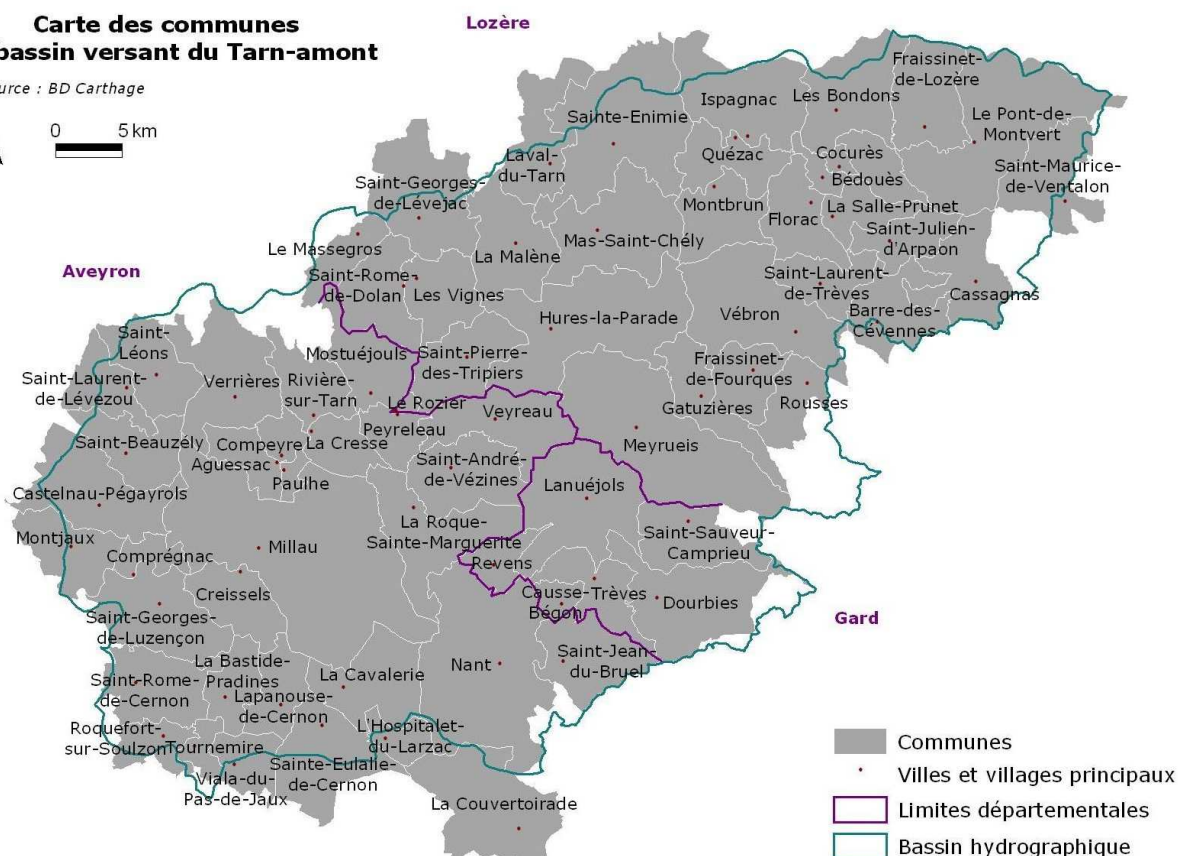 Carte des communes
bassin versant du Tarn-amont
BD Carthage
0 5 km
Lozère
Aveyron
Gard
Fraissinet-
de-Lozère
Ispagnac
Les Bondons
Sainte-Enimie
Le Pont-de-
Montvert
Laval-
du-Tarn
Quézac
Cocurès
Saint-Maurice-
de-Ventalon
Bédouès
Saint-Georges-
de-Lévejac
Montbrun
Florac
La Salle-Prunet
Saint-Julien-
d'Arpaon
Le Massegros
La Malène
Mas-Saint-Chély
Saint-Rome-
de-Dolan
Les Vignes
Saint-Laurent-
de-Trèves
Cassagnas
Hures-la-Parade
Vébron
Barre-des-
Cévennes
Saint-
Léons
Mostuéjouls
Saint-Pierre-
des-Tripiers
Fraissinet-
de-Fourques
Saint-Laurent-
de-Lévezou
Verrières
Rivière-
sur-Tarn
Le Rozier
Veyreau
Gatuzières
Rousses
Peyreleau
Saint-Beauzély
Compeyre
La Cresse
Meyrueis
Aguessac
Paulhe
Saint-André-
de-Vézines
Lanuéjols
Castelnau-Pégayrols
La Roque-
Sainte-Marguerite
Saint-Sauveur-
Camprieu
Montjaux
Comprégnac
Millau
Revens
Creissels
Causse-
Bégon
Trèves
Dourbies
Saint-Georges-
de-Luzençon
Saint-Jean-
du-Bruel
La Bastide-
Pradines
La Cavalerie
Nant
Saint-Rome-
de-Cernon
Lapanouse-
de-Cernon
Roquefort-
sur-Soulzon
Tournemire
L'Hospitalet-
du-Larzac
Viala-du-
Pas-de-Jaux
Sainte-Eulalie-
de-Cernon
La Couvertoirade
Communes
Villes et villages principaux
Limites départementales
Bassin hydrographique